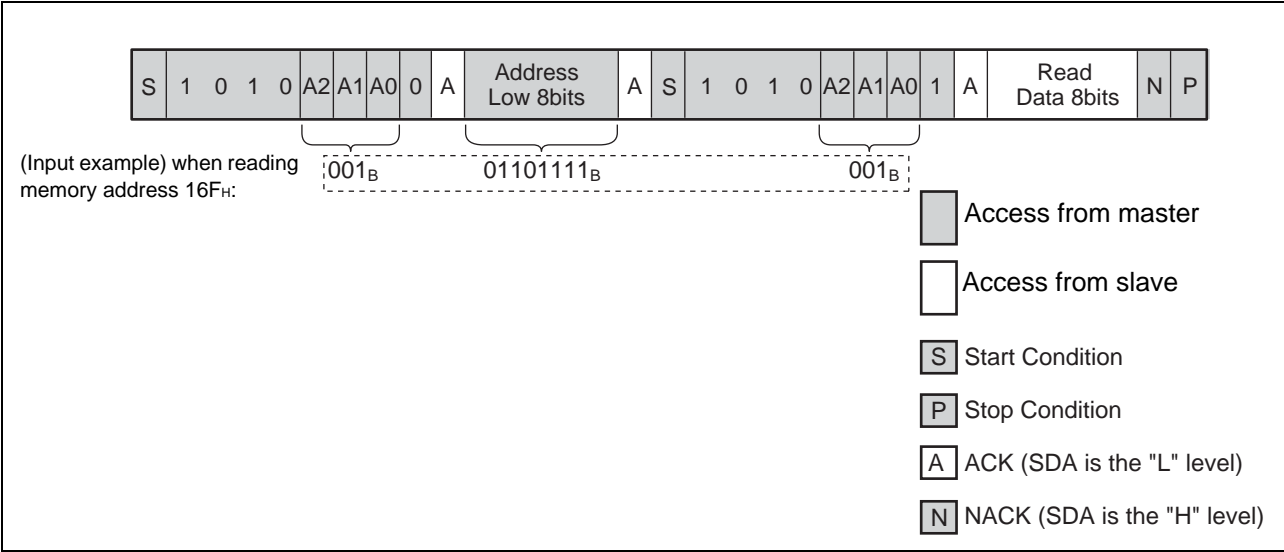 S 1 0 1 0 A2 A1 A0 0 A Address Low 8bits A S 1 0 1 0 A2 A1 A0 1 A Read Data 8bits N P
(Input example) when reading memory address 16FH:
001B 01101111B 001B
Access from master
Access from slave
S Start Condition
P Stop Condition
A ACK (SDA is the "L" level)
N NACK (SDA is the "H" level)